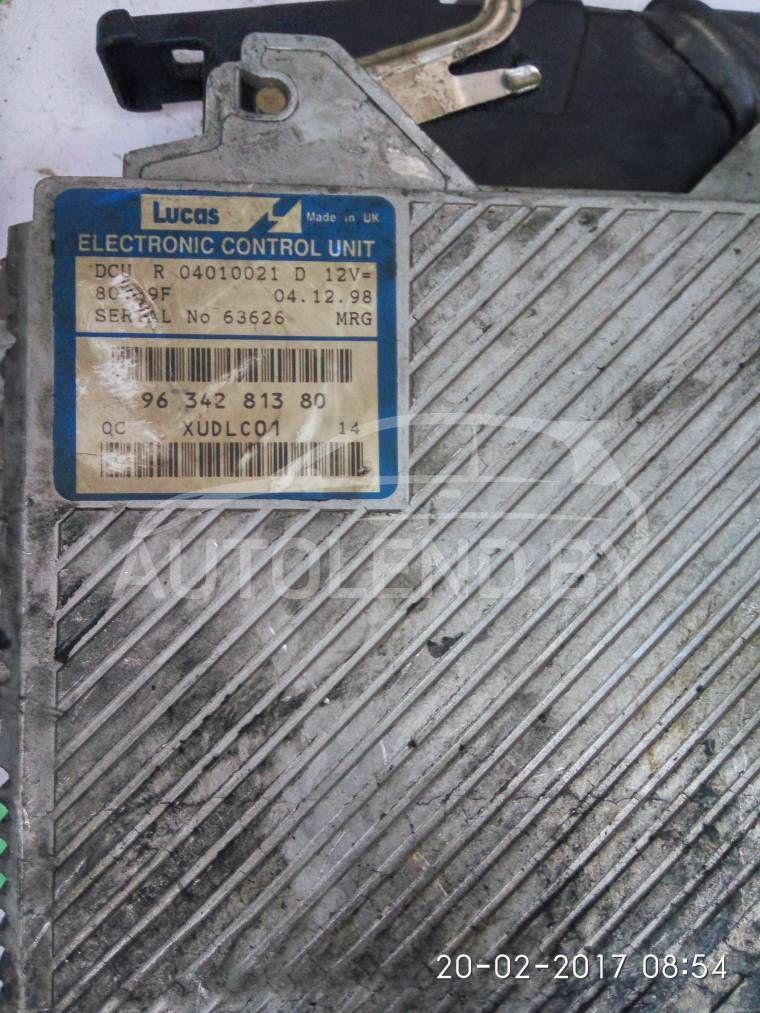 Lucas Made in UK
ELECTRONIC CONTROL UNIT
DCU R 04010021 D 12V=
04.12.98
SERIAL No 63626 MRG
96 342 813 80
QC XUDLC01 14
AUTOLEND.BY
20-02-2017 08:54